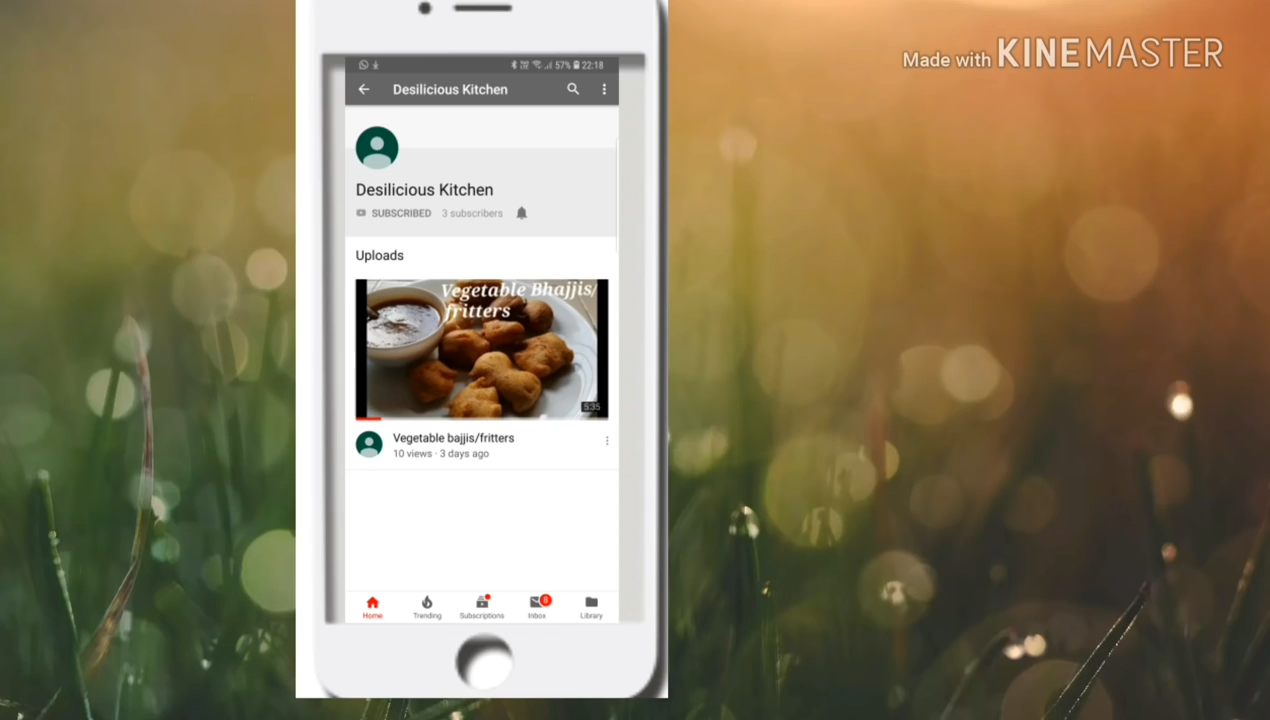 Made with KINEMASTER
57% 22:18
Desilicious Kitchen
Desilicious Kitchen
SUBSCRIBED 3 subscribers
Uploads
Vegetable Bhajjis/
fritters
5:35
Vegetable bajjis/fritters
10 views · 3 days ago
Home Trending Subscriptions Inbox Library